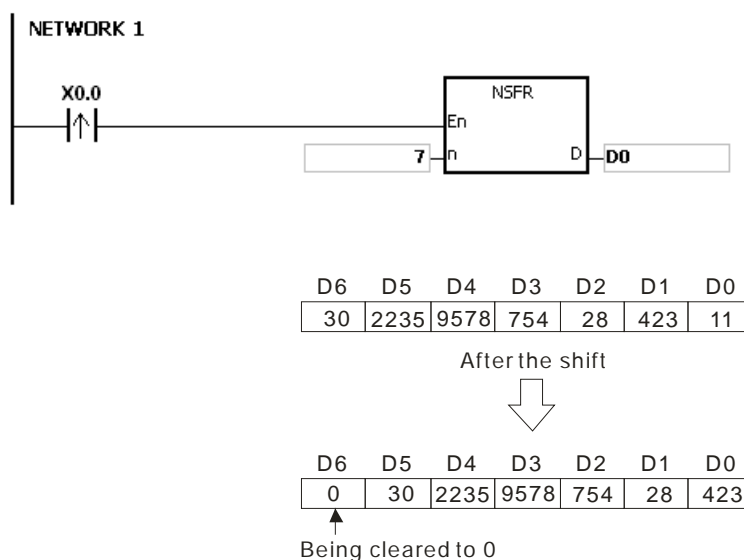 NETWORK 1
X0.0
NSFR
En
7 n D D0
D6 D5 D4 D3 D2 D1 D0
30 2235 9578 754 28 423 11
After the shift
D6 D5 D4 D3 D2 D1 D0
0 30 2235 9578 754 28 423
Being cleared to 0